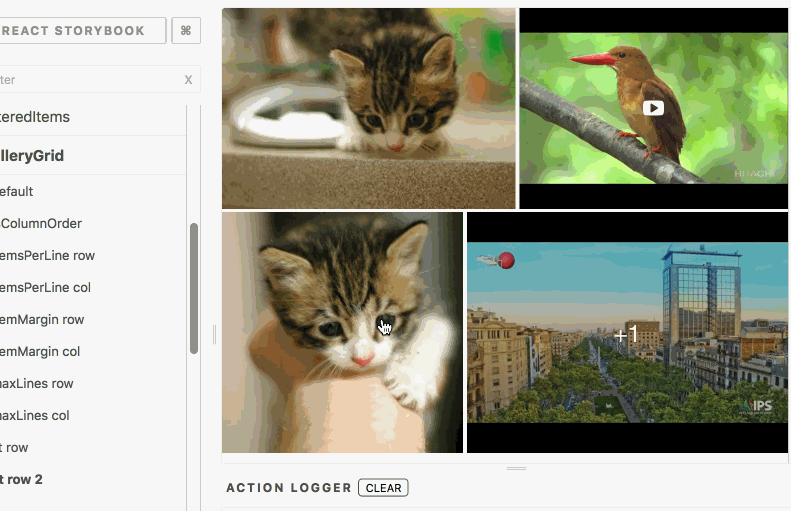 REACT STORYBOOK ⌘
ter X
teredItems
lleryGrid
efault
sColumnOrder
emsPerLine row
emsPerLine col
emMargin row
emMargin col
naxLines row
naxLines col
t row
t row 2
HITACHI
+1
IPS
ACTION LOGGER CLEAR